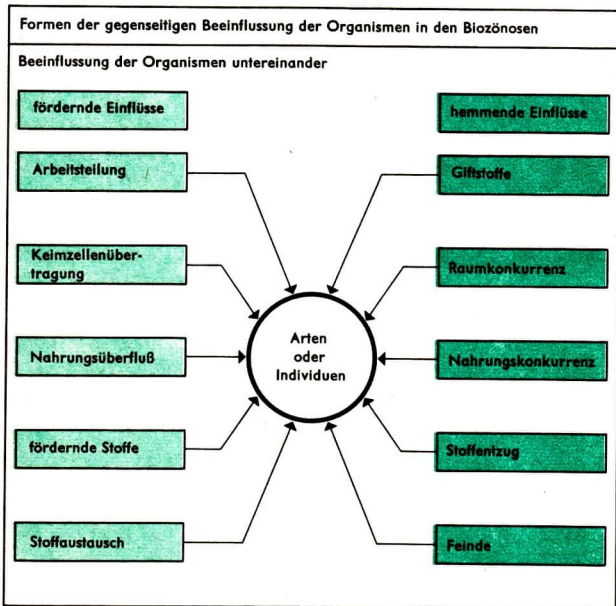 Formen der gegenseitigen Beeinflussung der Organismen in den Biozönosen
Beeinflussung der Organismen untereinander
fördernde Einflüsse
hemmende Einflüsse
Arbeitsteilung
Giftstoffe
Keimzellenüber-
tragung
Raumkonkurrenz
Arten
oder
Individuen
Nahrungsüberfluß
Nahrungskonkurrenz
fördernde Stoffe
Stoffentzug
Stoffaustausch
Feinde